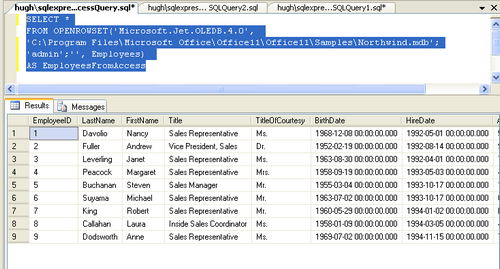 hugh\sqlexpre...cessQuery.sql* hugh\sqlexpres... SQLQuery2.sql hugh\sqlexpre...QLQuery1.sql*
SELECT *
FROM OPENROWSET('Microsoft.Jet.OLEDB.4.0',
'C:\Program Files\Microsoft Office\Office11\Office11\Samples\Northwind.mdb';
'admin';'', Employees)
AS EmployeesFromAccess
Results Messages
EmployeeID LastName FirstName Title TitleOfCourtesy BirthDate HireDate A
1 1 Davolio Nancy Sales Representative Ms. 1968-12-08 00:00:00.000 1992-05-01 00:00:00.000
2 2 Fuller Andrew Vice President, Sales Dr. 1952-02-19 00:00:00.000 1992-08-14 00:00:00.000
3 3 Leverling Janet Sales Representative Ms. 1963-08-30 00:00:00.000 1992-04-01 00:00:00.000
4 4 Peacock Margaret Sales Representative Mrs. 1958-09-19 00:00:00.000 1993-05-03 00:00:00.000
5 5 Buchanan Steven Sales Manager Mr. 1955-03-04 00:00:00.000 1993-10-17 00:00:00.000
6 6 Suyama Michael Sales Representative Mr. 1963-07-02 00:00:00.000 1993-10-17 00:00:00.000
7 7 King Robert Sales Representative Mr. 1960-05-29 00:00:00.000 1994-01-02 00:00:00.000
8 8 Callahan Laura Inside Sales Coordinator Ms. 1958-01-09 00:00:00.000 1994-03-05 00:00:00.000
9 9 Dodsworth Anne Sales Representative Ms. 1969-07-02 00:00:00.000 1994-11-15 00:00:00.000